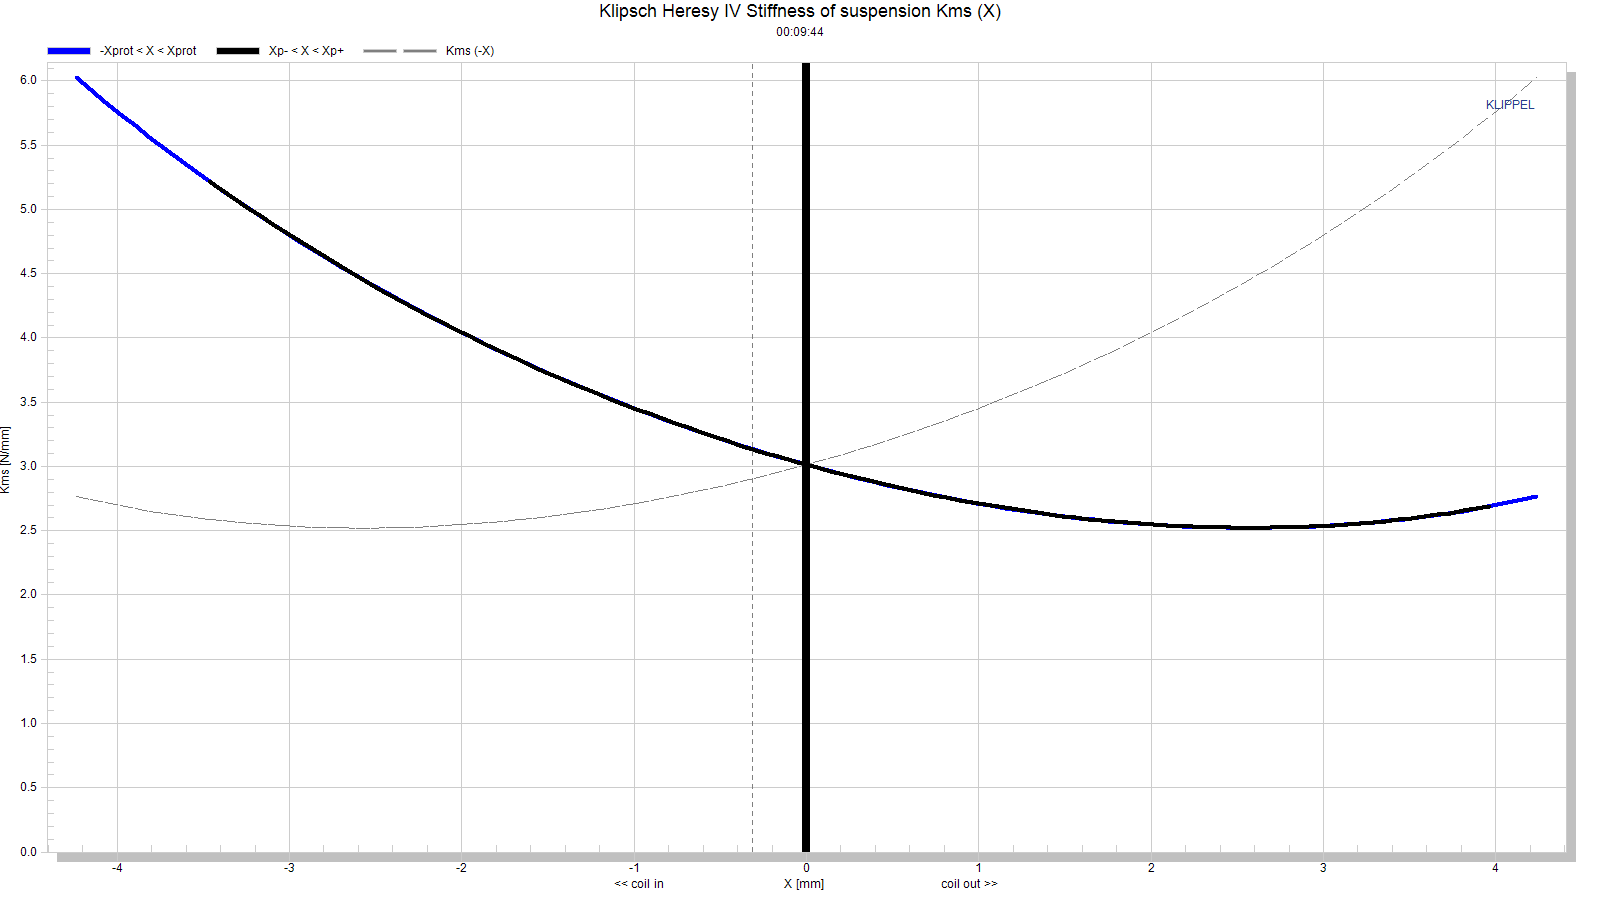 Klipsch Heresy IV Stiffness of suspension Kms (X)
00:09:44
-Xprot < X < Xprot Xp- < X < Xp+ Kms (-X)
KLIPPEL
Kms [N/mm]
6.0
5.5
5.0
4.5
4.0
3.5
3.0
2.5
2.0
1.5
1.0
0.5
0.0
-4 -3 -2 -1 0 1 2 3 4
<< coil in X [mm] coil out >>